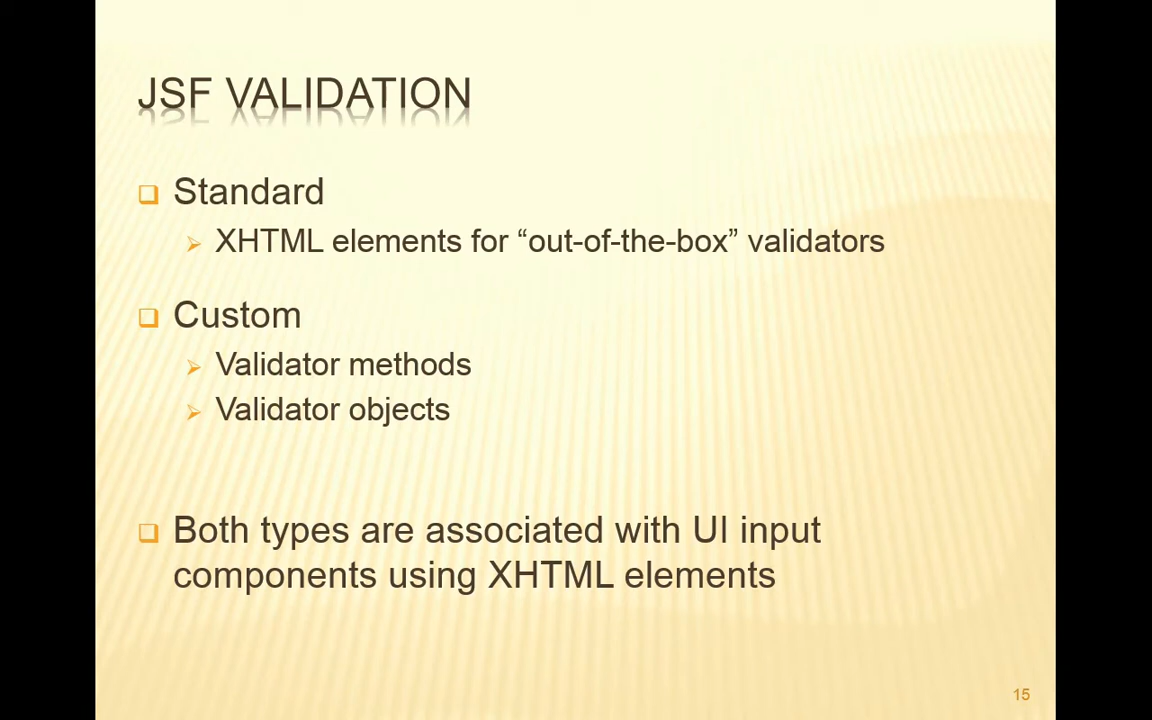 JSF VALIDATION
Standard
XHTML elements for “out-of-the-box” validators
Custom
Validator methods
Validator objects
Both types are associated with UI input
components using XHTML elements
15